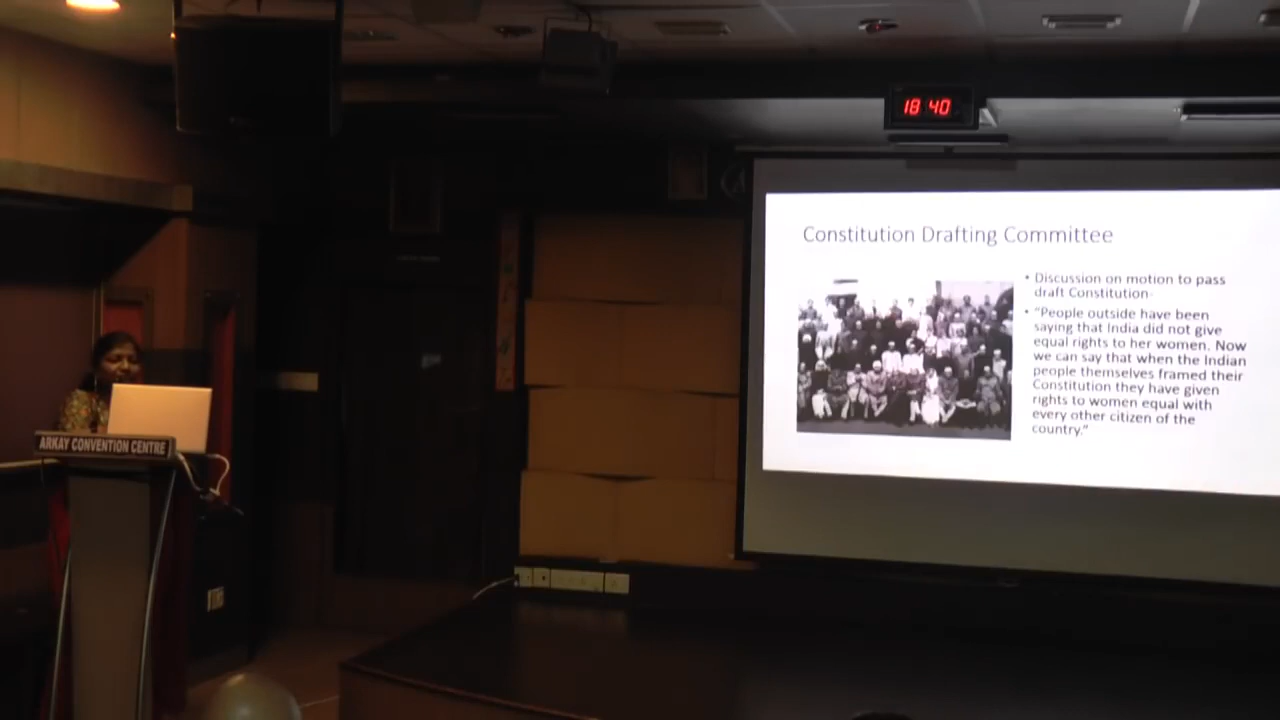 18 40
Constitution Drafting Committee
• Discussion on motion to pass
draft Constitution-
• "People outside have been
saying that India did not give
equal rights to her women. Now
we can say that when the Indian
people themselves framed their
Constitution they have given
rights to women equal with
every other citizen of the
country."
ARKAY CONVENTION CENTRE